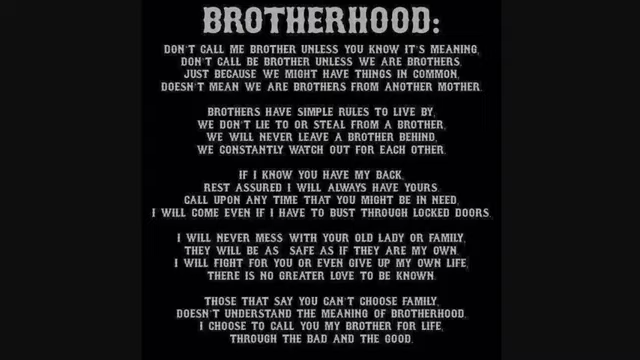 BROTHERHOOD:
DON'T CALL ME BROTHER UNLESS YOU KNOW IT'S MEANING,
DON'T CALL BE BROTHER UNLESS WE ARE BROTHERS.
JUST BECAUSE WE MIGHT HAVE THINGS IN COMMON,
DOESN'T MEAN WE ARE BROTHERS FROM ANOTHER MOTHER.
BROTHERS HAVE SIMPLE RULES TO LIVE BY,
WE DON'T LIE TO OR STEAL FROM A BROTHER,
WE WILL NEVER LEAVE A BROTHER BEHIND,
WE CONSTANTLY WATCH OUT FOR EACH OTHER.
IF I KNOW YOU HAVE MY BACK,
REST ASSURED I WILL ALWAYS HAVE YOURS.
CALL UPON ANY TIME THAT YOU MIGHT BE IN NEED,
I WILL COME EVEN IF I HAVE TO BUST THROUGH LOCKED DOORS.
I WILL NEVER MESS WITH YOUR OLD LADY OR FAMILY,
THEY WILL BE AS SAFE AS IF THEY ARE MY OWN.
I WILL FIGHT FOR YOU OR EVEN GIVE UP MY OWN LIFE,
THERE IS NO GREATER LOVE TO BE KNOWN.
THOSE THAT SAY YOU CAN'T CHOOSE FAMILY,
DOESN'T UNDERSTAND THE MEANING OF BROTHERHOOD.
I CHOOSE TO CALL YOU MY BROTHER FOR LIFE,
THROUGH THE BAD AND THE GOOD.